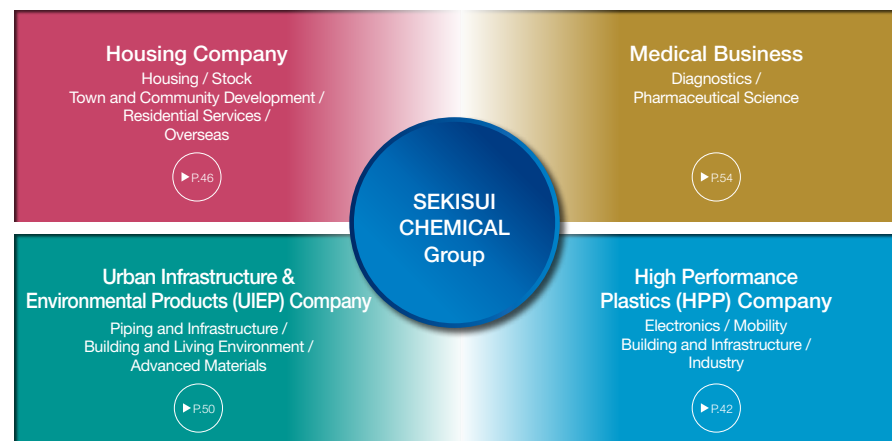 Housing Company
Housing / Stock
Town and Community Development /
Residential Services /
Overseas
▶P.46
Medical Business
Diagnostics /
Pharmaceutical Science
▶P.54
SEKISUI
CHEMICAL
Group
Urban Infrastructure &
Environmental Products (UIEP) Company
Piping and Infrastructure /
Building and Living Environment /
Advanced Materials
▶P.50
High Performance
Plastics (HPP) Company
Electronics / Mobility
Building and Infrastructure /
Industry
▶P.42